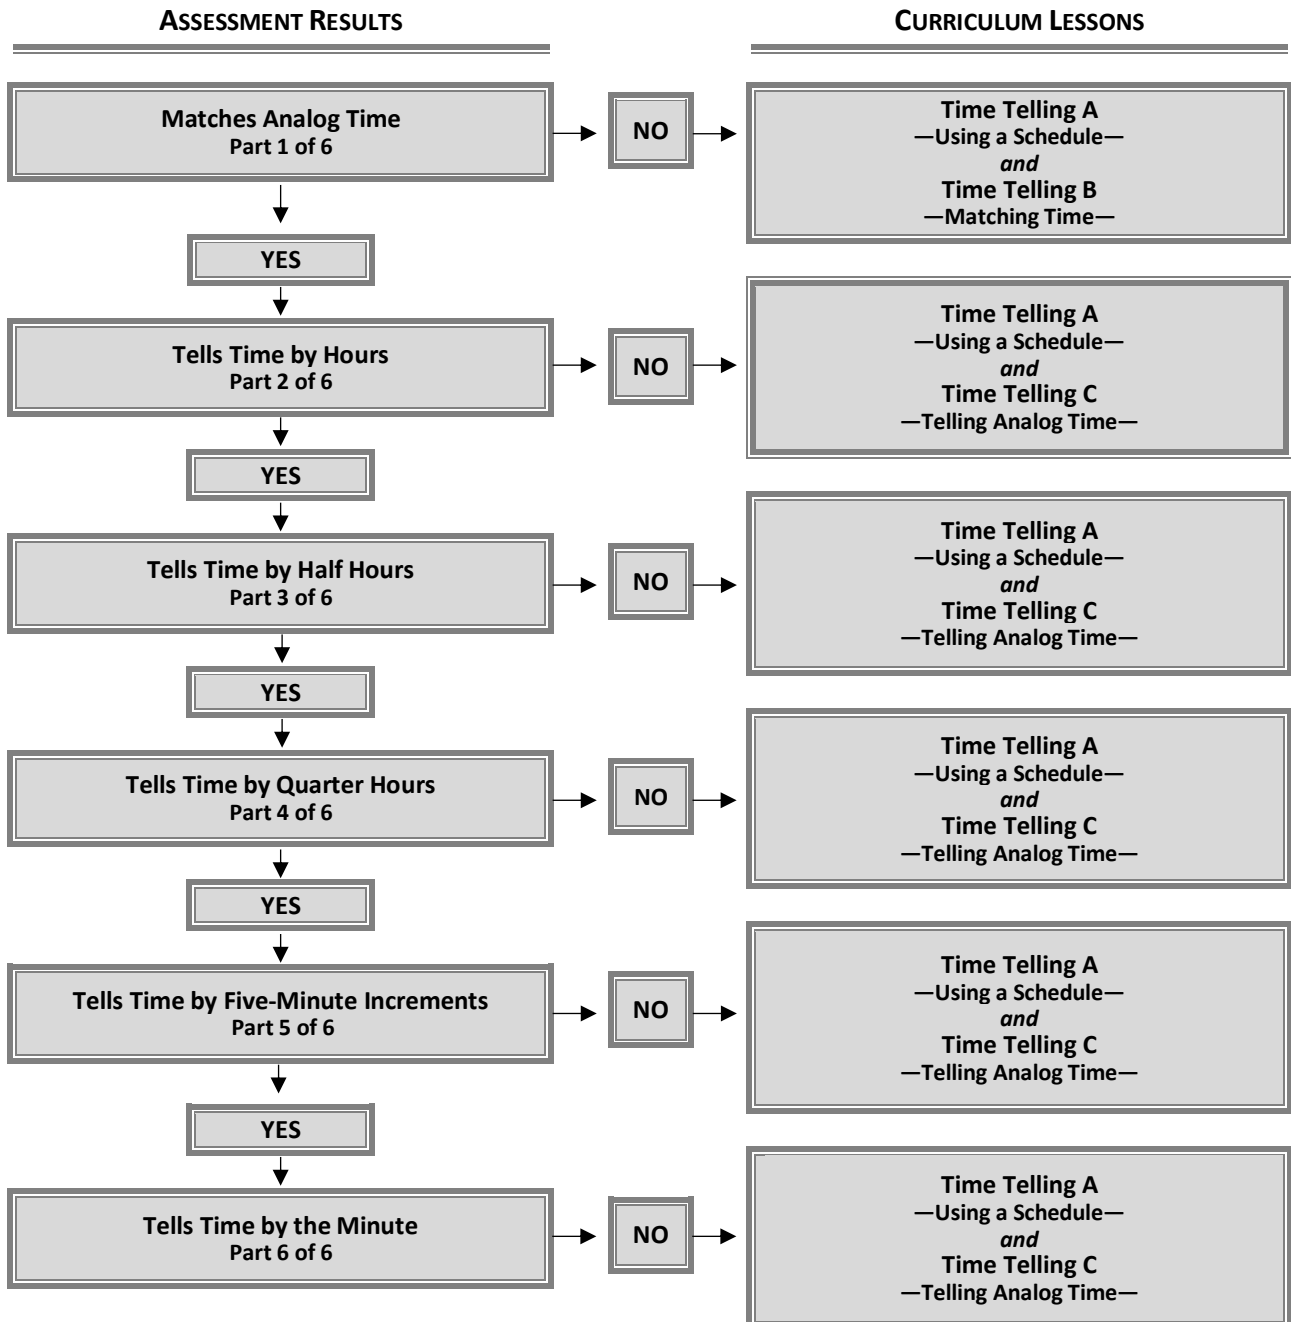 ASSESSMENT RESULTS
CURRICULUM LESSONS
Matches Analog Time
Part 1 of 6
NO
Time Telling A
—Using a Schedule—
and
Time Telling B
—Matching Time—
YES
Tells Time by Hours
Part 2 of 6
NO
Time Telling A
—Using a Schedule—
and
Time Telling C
—Telling Analog Time—
YES
Tells Time by Half Hours
Part 3 of 6
NO
Time Telling A
—Using a Schedule—
and
Time Telling C
—Telling Analog Time—
YES
Tells Time by Quarter Hours
Part 4 of 6
NO
Time Telling A
—Using a Schedule—
and
Time Telling C
—Telling Analog Time—
YES
Tells Time by Five-Minute Increments
Part 5 of 6
NO
Time Telling A
—Using a Schedule—
and
Time Telling C
—Telling Analog Time—
YES
Tells Time by the Minute
Part 6 of 6
NO
Time Telling A
—Using a Schedule—
and
Time Telling C
—Telling Analog Time—